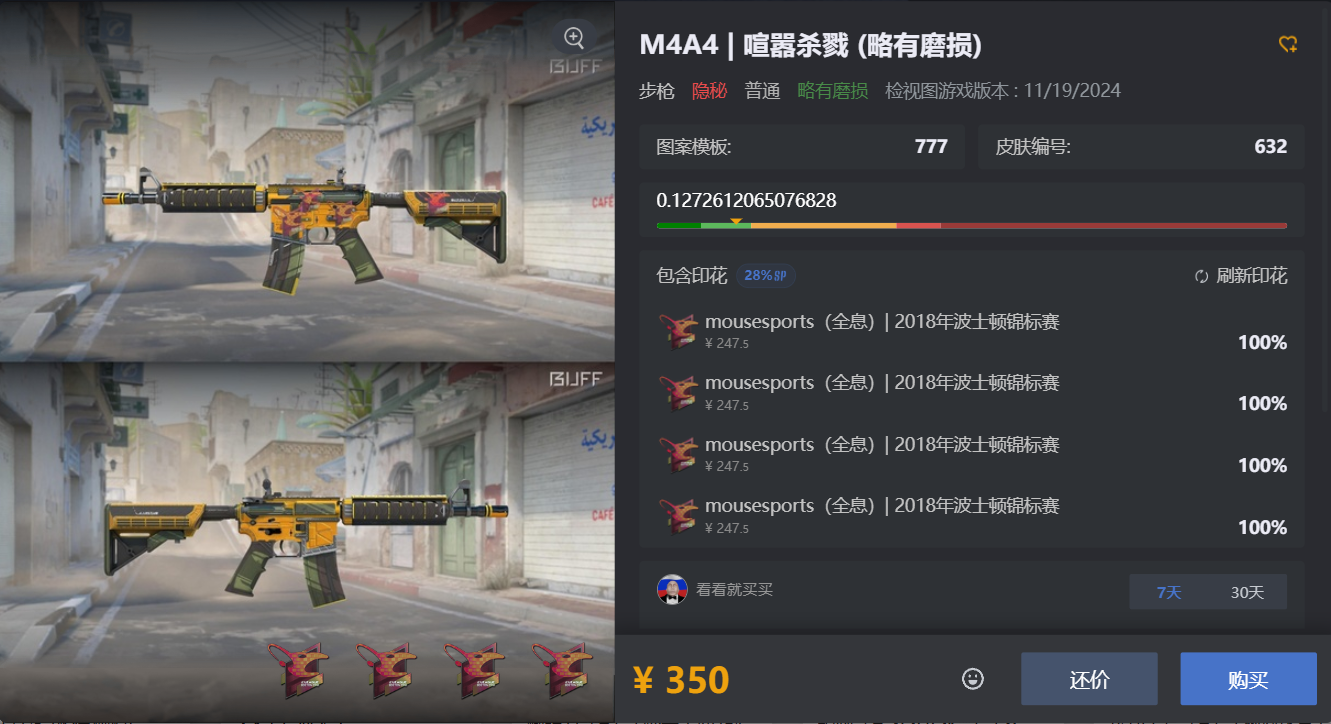 BUFF
M4A4 | 喧嚣杀戮 (略有磨损)
步枪 隐秘 普通 略有磨损 检视图游戏版本 : 11/19/2024
图案模板: 777 皮肤编号: 632
0.1272612065076828
包含印花 28%SP 刷新印花
mousesports（全息）| 2018年波士顿锦标赛
¥ 247.5
100%
mousesports（全息）| 2018年波士顿锦标赛
¥ 247.5
100%
mousesports（全息）| 2018年波士顿锦标赛
¥ 247.5
100%
mousesports（全息）| 2018年波士顿锦标赛
¥ 247.5
100%
BUFF
看看就买买 7天 30天
¥ 350 还价 购买